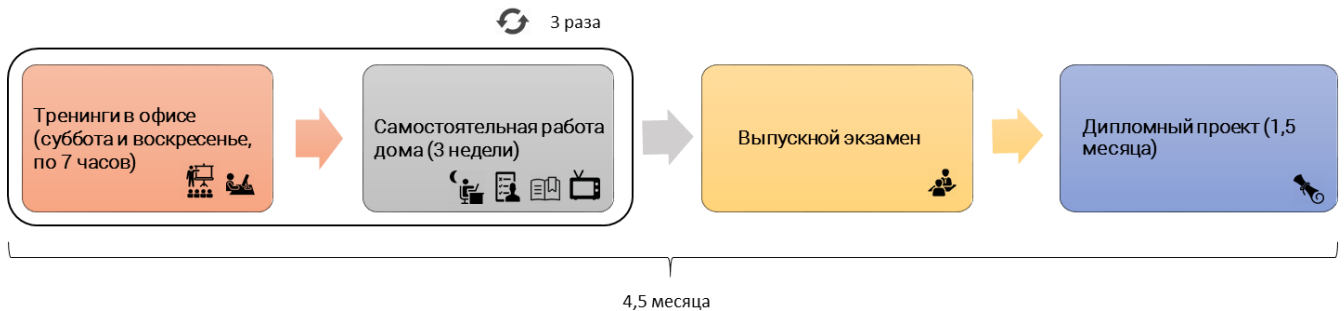 3 раза
Тренинги в офисе
(суббота и воскресенье,
по 7 часов)
Самостоятельная работа
дома (3 недели)
Выпускной экзамен
Дипломный проект (1,5
месяца)
4,5 месяца